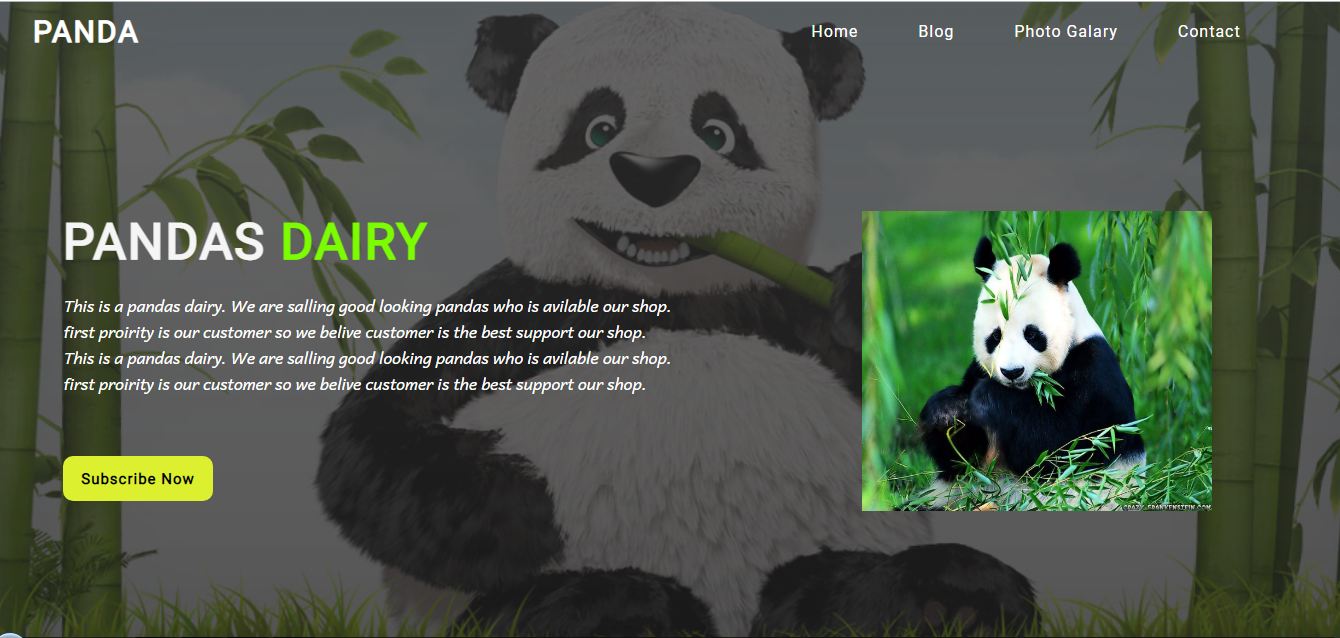 PANDA
Home Blog Photo Galary Contact
PANDAS DAIRY
This is a pandas dairy. We are salling good looking pandas who is avilable our shop.
first proirity is our customer so we belive customer is the best support our shop.
This is a pandas dairy. We are salling good looking pandas who is avilable our shop.
first proirity is our customer so we belive customer is the best support our shop.
Subscribe Now
CRAZY-FRANKENSTEIN.COM